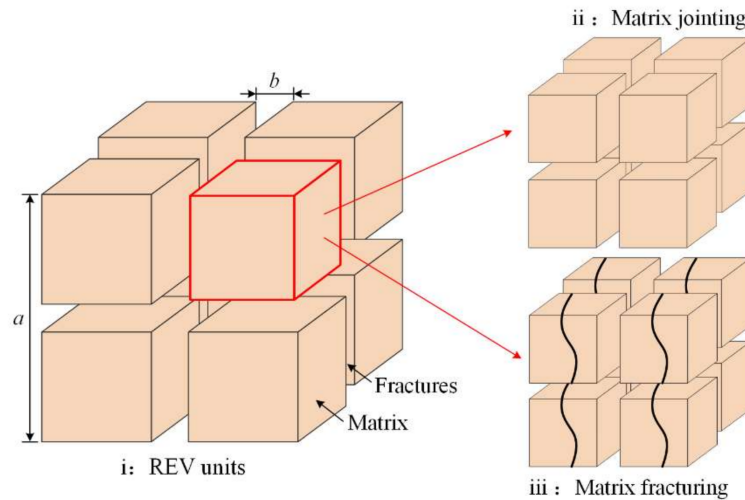 ii： Matrix jointing
b
a
Fractures
Matrix
i： REV units
iii： Matrix fracturing